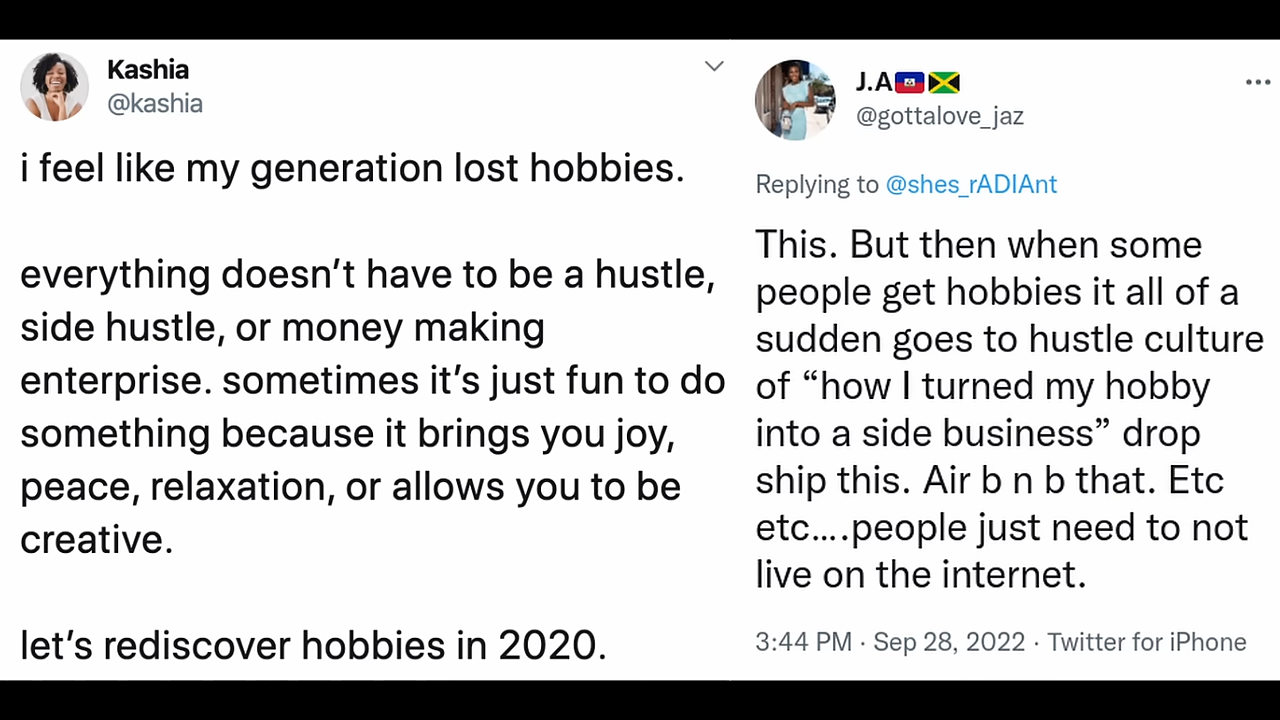 Kashia
@kashia
i feel like my generation lost hobbies.
everything doesn’t have to be a hustle,
side hustle, or money making
enterprise. sometimes it’s just fun to do
something because it brings you joy,
peace, relaxation, or allows you to be
creative.
let’s rediscover hobbies in 2020.
J.A🇭🇹🇯🇲
@gottalove_jaz
Replying to @shes_rADIAnt
This. But then when some
people get hobbies it all of a
sudden goes to hustle culture
of “how I turned my hobby
into a side business” drop
ship this. Air b n b that. Etc
etc....people just need to not
live on the internet.
3:44 PM · Sep 28, 2022 · Twitter for iPhone